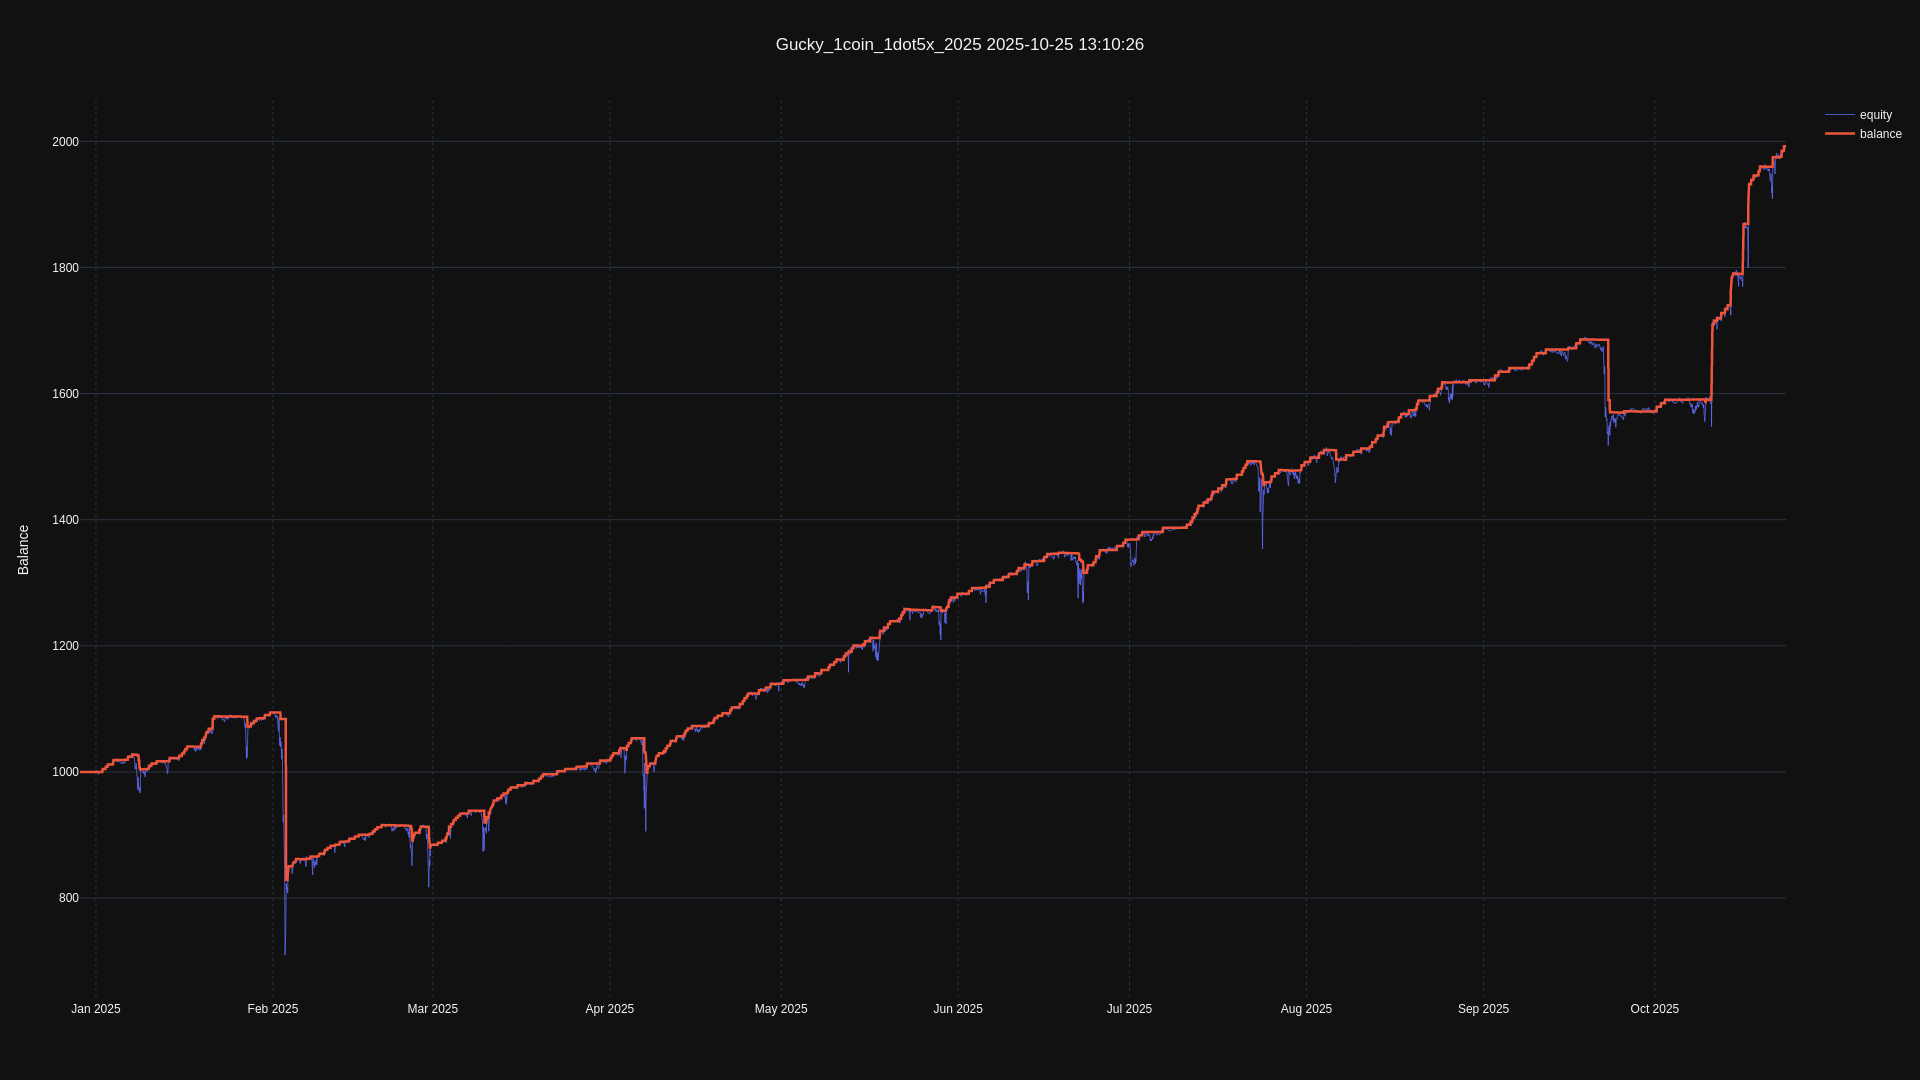 Gucky_1coin_1dot5x_2025 2025-10-25 13:10:26
equity
balance
2000
1800
1600
1400
1200
1000
800
Balance
Jan 2025
Feb 2025
Mar 2025
Apr 2025
May 2025
Jun 2025
Jul 2025
Aug 2025
Sep 2025
Oct 2025